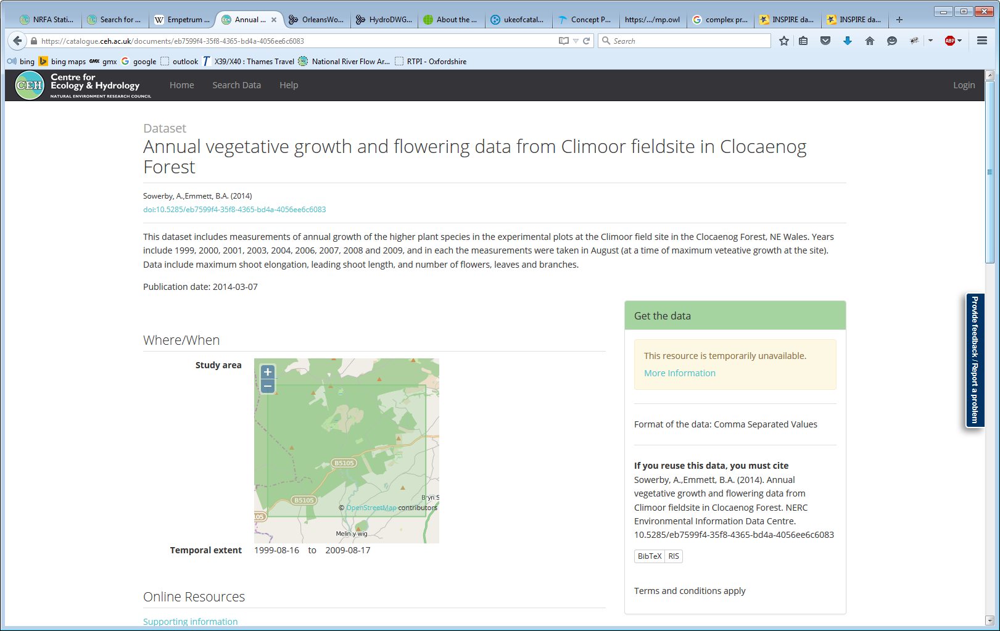 NRFA Stati...
Search for ...
Empetrum ...
Annual ...
OrleansWo...
HydroDWG...
About the ...
ukeofcatal...
Concept P...
https:/.../mp.owl
complex pr...
INSPIRE da...
INSPIRE da...
https://catalogue.ceh.ac.uk/documents/eb7599f4-35f8-4365-bd4a-4056ee6c6083
Search
ABP
bing
bing maps
GMX gmx
google
outlook
X39/X40 : Thames Travel
National River Flow Ar...
RTPI - Oxfordshire
CEH
Centre for
Ecology & Hydrology
NATURAL ENVIRONMENT RESEARCH COUNCIL
Home
Search Data
Help
Login
Dataset
Annual vegetative growth and flowering data from Climoor fieldsite in Clocaenog
Forest
Sowerby, A.,Emmett, B.A. (2014)
doi:10.5285/eb7599f4-35f8-4365-bd4a-4056ee6c6083
This dataset includes measurements of annual growth of the higher plant species in the experimental plots at the Climoor field site in the Clocaenog Forest, NE Wales. Years
include 1999, 2000, 2001, 2003, 2004, 2006, 2007, 2008 and 2009, and in each the measurements were taken in August (at a time of maximum veteative growth at the site).
Data include maximum shoot elongation, leading shoot length, and number of flowers, leaves and branches.
Publication date: 2014-03-07
Where/When
Study area
+
−
B5105
B5105
05
Bryn S
© OpenStreetMap contributors
Melin y wig
Temporal extent
1999-08-16 to 2009-08-17
Online Resources
Supporting information
Get the data
This resource is temporarily unavailable.
More Information
Format of the data: Comma Separated Values
If you reuse this data, you must cite
Sowerby, A.,Emmett, B.A. (2014). Annual
vegetative growth and flowering data from
Climoor fieldsite in Clocaenog Forest. NERC
Environmental Information Data Centre.
10.5285/eb7599f4-35f8-4365-bd4a-4056ee6c6083
BibTeX
RIS
Terms and conditions apply
Provide feedback / Report a problem